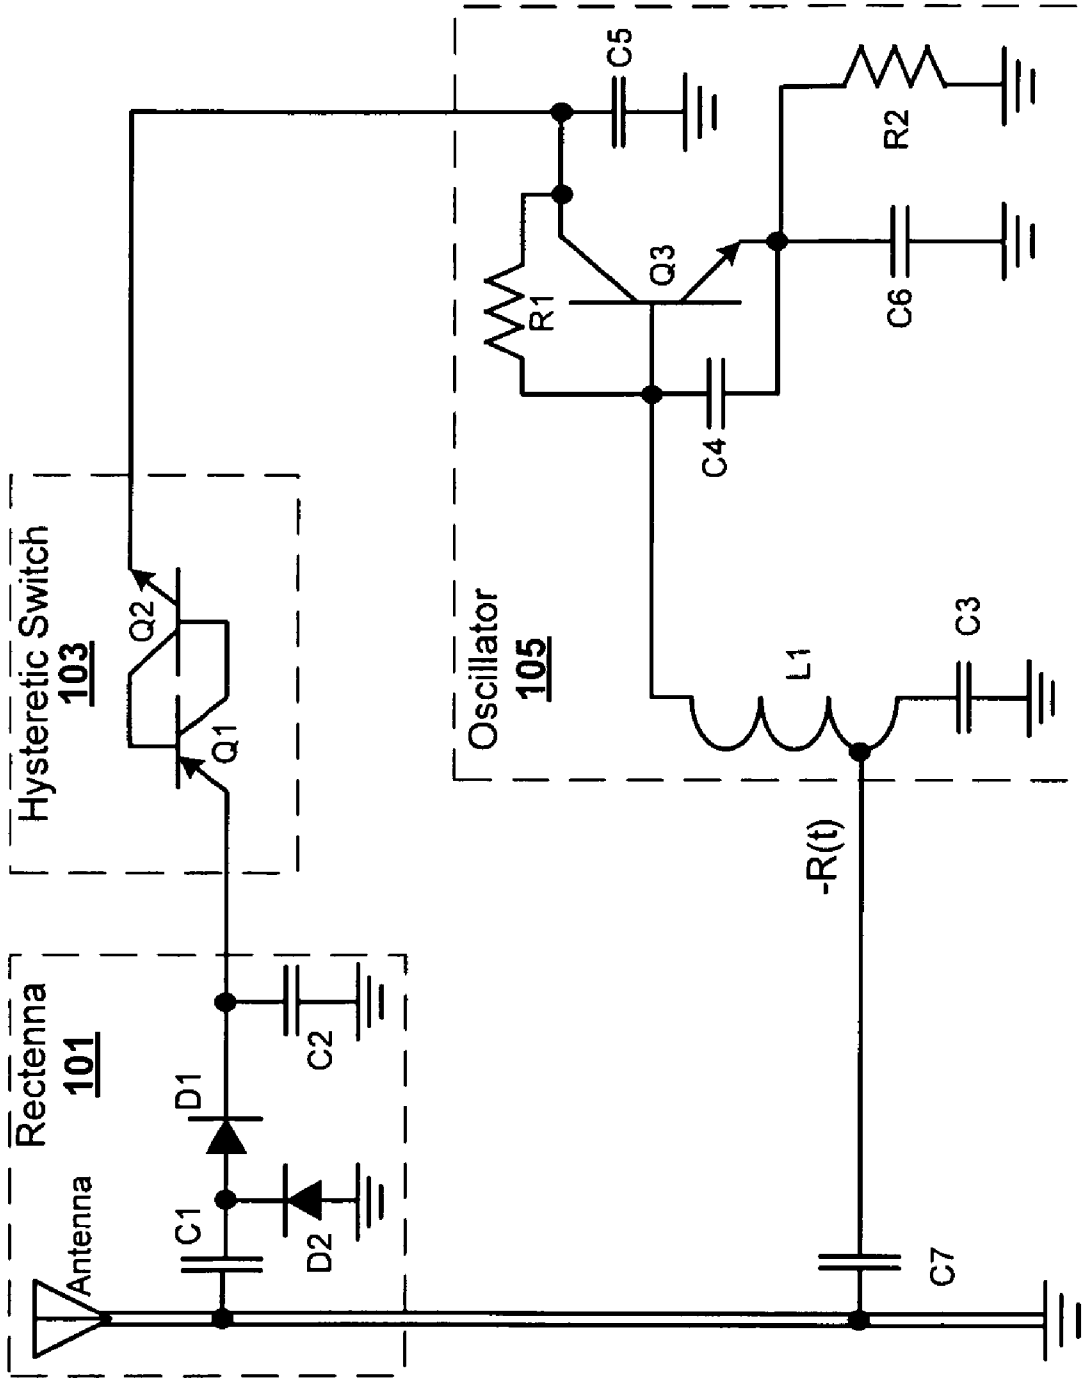 Rectenna
101
Antenna
C1
D1
D2
C2
Hysteretic Switch
103
Q1
Q2
Oscillator
105
R1
Q3
C5
R2
C4
C6
L1
C3
-R(t)
C7